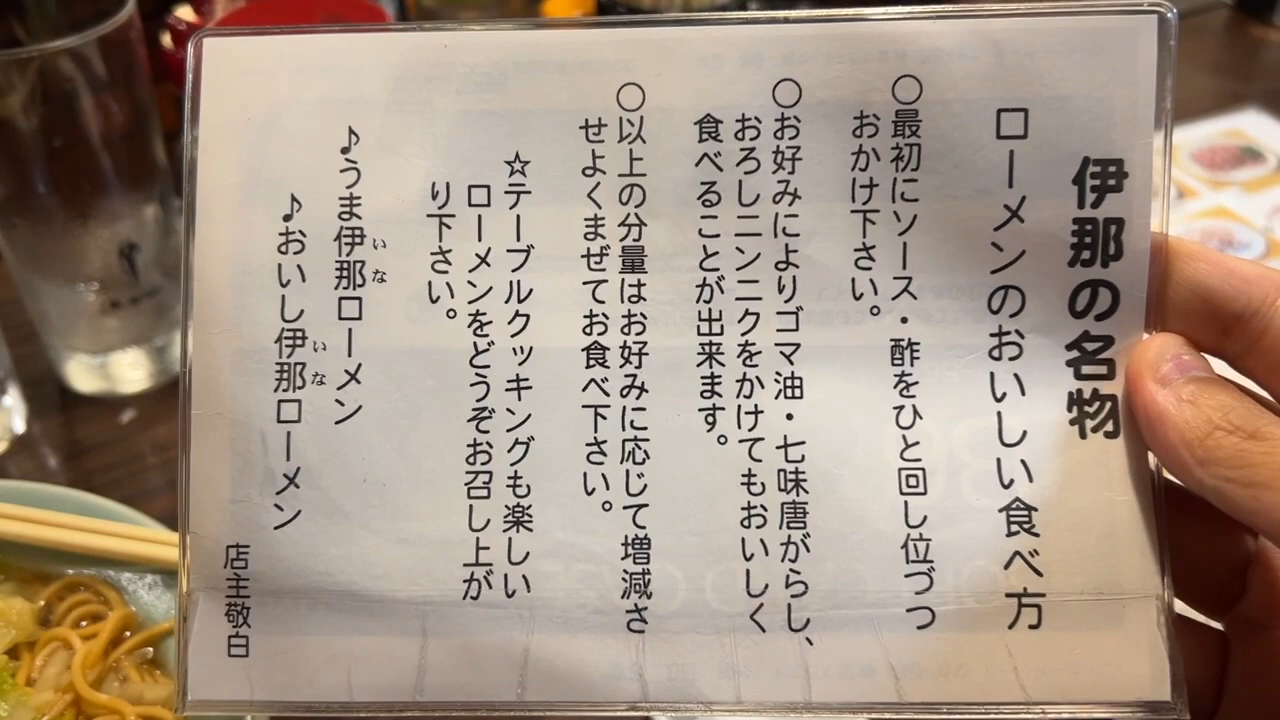 伊那の名物
ローメンのおいしい食べ方
○最初にソース・酢をひと回し位づつ
おかけ下さい。
○お好みによりゴマ油・七味唐がらし、
おろしニンニクをかけてもおいしく
食べることが出来ます。
○以上の分量はお好みに応じて増減さ
せよくまぜてお食べ下さい。
☆テーブルクッキングも楽しい
ローメンをどうぞお召し上が
り下さい。
♪うま伊那ローメン
いな
♪おいし伊那ローメン
いな
店主敬白